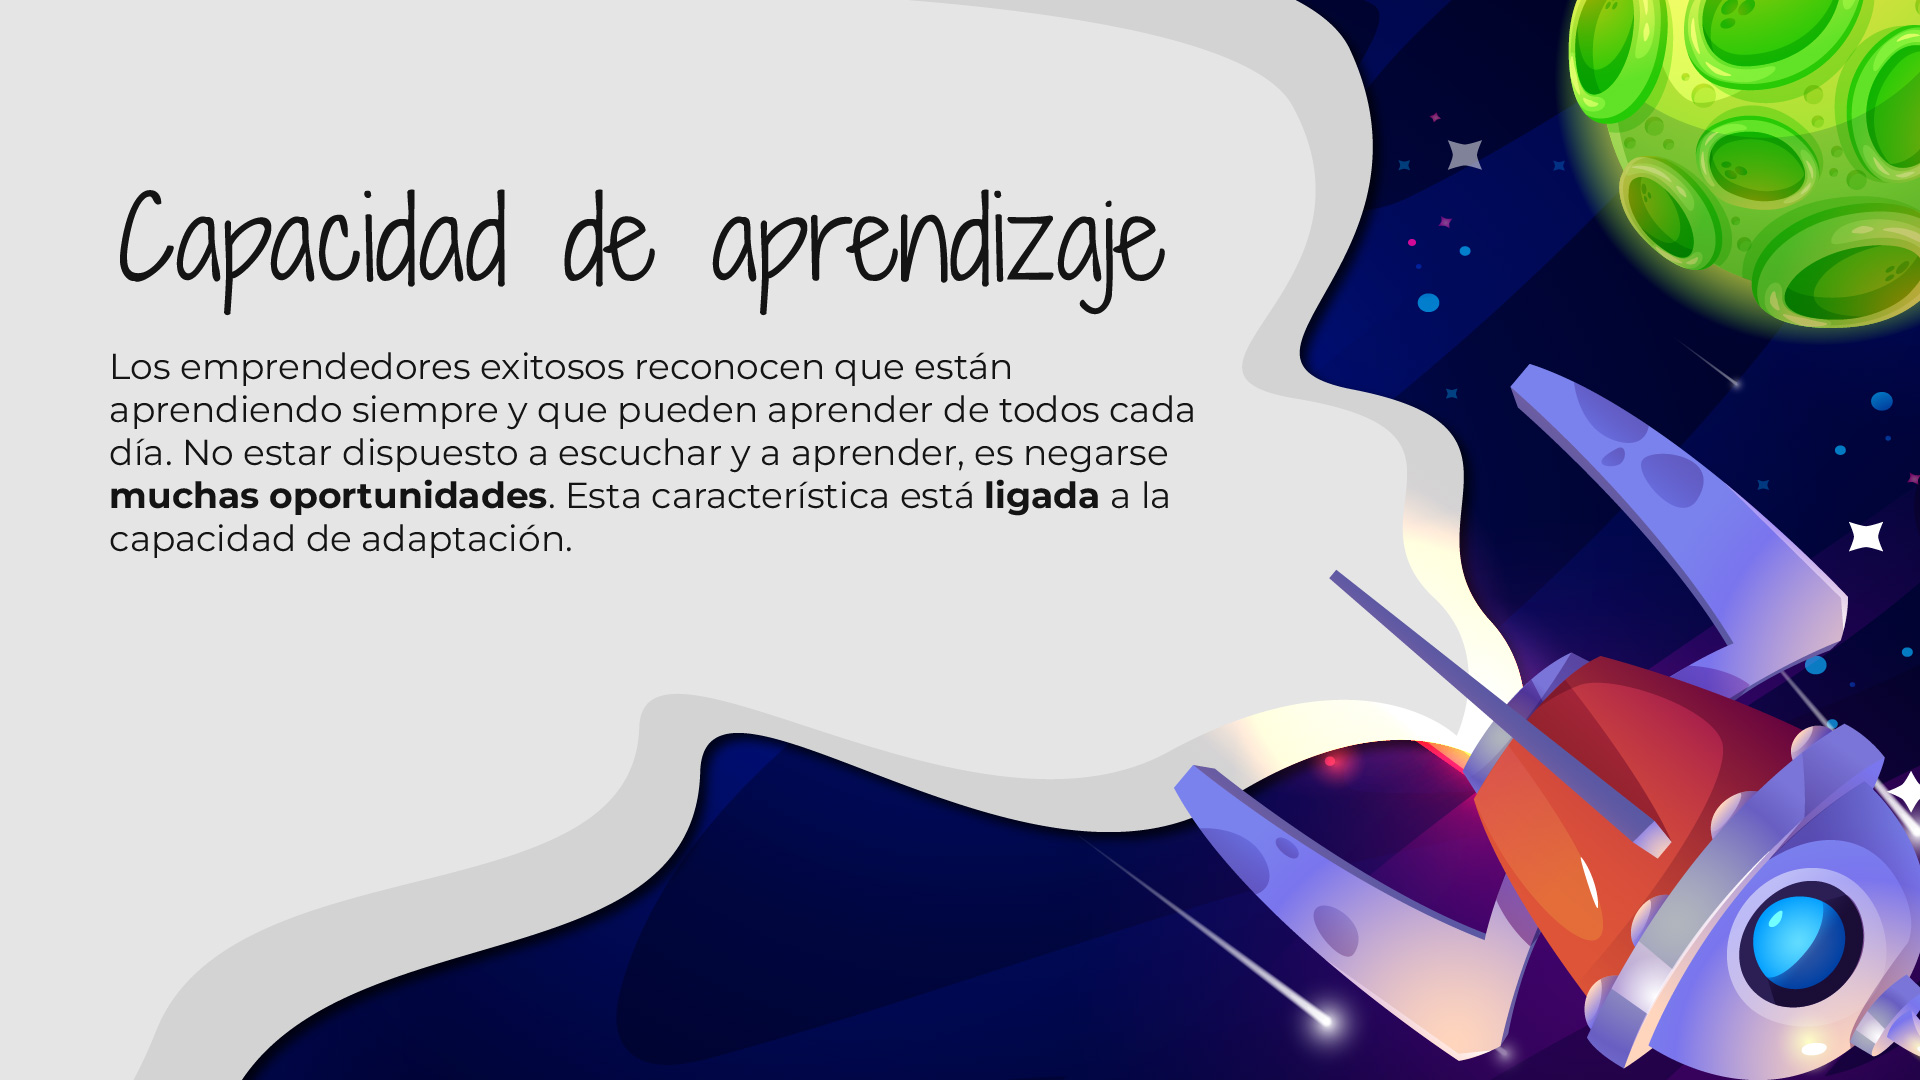 Capacidad de aprendizaje
Los emprendedores exitosos reconocen que están
aprendiendo siempre y que pueden aprender de todos cada
día. No estar dispuesto a escuchar y a aprender, es negarse
muchas oportunidades. Esta característica está ligada a la
capacidad de adaptación.